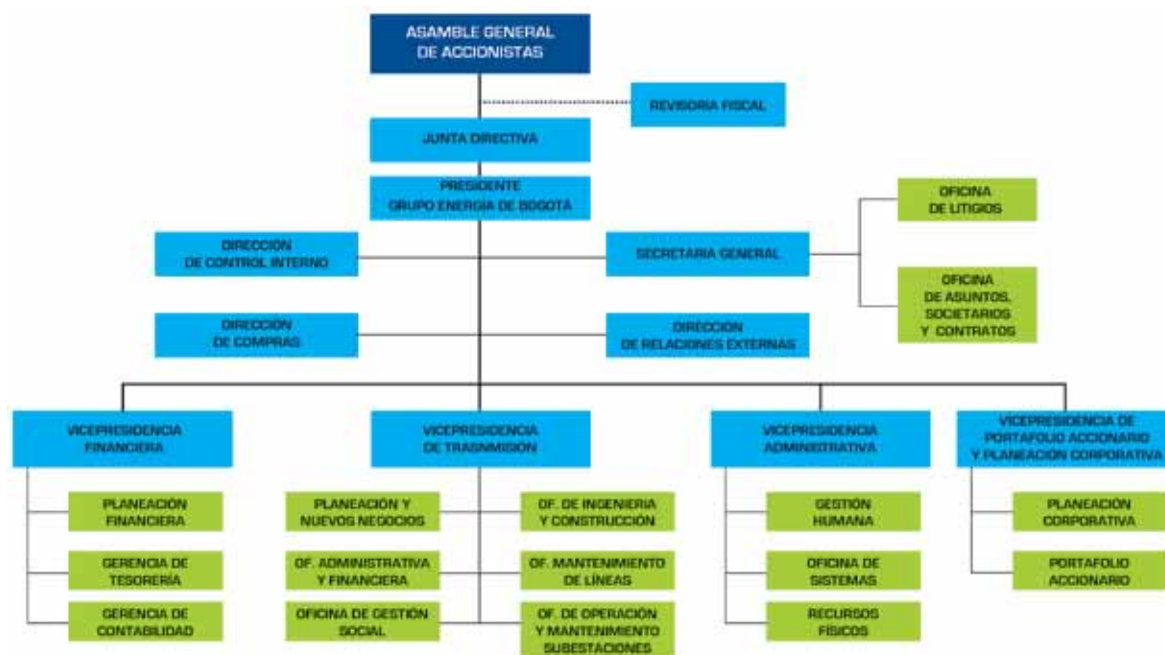 ASAMBLE GENERAL
DE ACCIONISTAS
REVISORIA FISCAL
JUNTA DIRECTIVA
PRESIDENTE
GRUPO ENERGÍA DE BOGOTÁ
OFICINA
DE LITIGIOS
DIRECCIÓN
DE CONTROL INTERNO
SECRETARIA GENERAL
OFICINA
DE ASUNTOS,
SOCIETARIOS
Y CONTRATOS
DIRECCIÓN
DE COMPRAS
DIRECCIÓN
DE RELACIONES EXTERNAS
VICEPRESIDENCIA
FINANCIERA
VICEPRESIDENCIA
DE TRASNMISIÓN
VICEPRESIDENCIA
ADMINISTRATIVA
VICEPRESIDENCIA DE
PORTAFOLIO ACCIONARIO
Y PLANEACIÓN CORPORATIVA
PLANEACIÓN
FINANCIERA
GERENCIA DE
TESORERÍA
GERENCIA DE
CONTABILIDAD
PLANEACIÓN Y
NUEVOS NEGOCIOS
OF. ADMINISTRATIVA
Y FINANCIERA
OFICINA DE GESTIÓN
SOCIAL
OF. DE INGENIERIA
Y CONSTRUCCIÓN
OF. MANTENIMIENTO
DE LÍNEAS
OF. DE OPERACIÓN
Y MANTENIMIENTO
SUBESTACIONES
GESTIÓN
HUMANA
OFICINA DE
SISTEMAS
RECURSOS
FÍSICOS
PLANEACIÓN
CORPORATIVA
PORTAFOLIO
ACCIONARIO